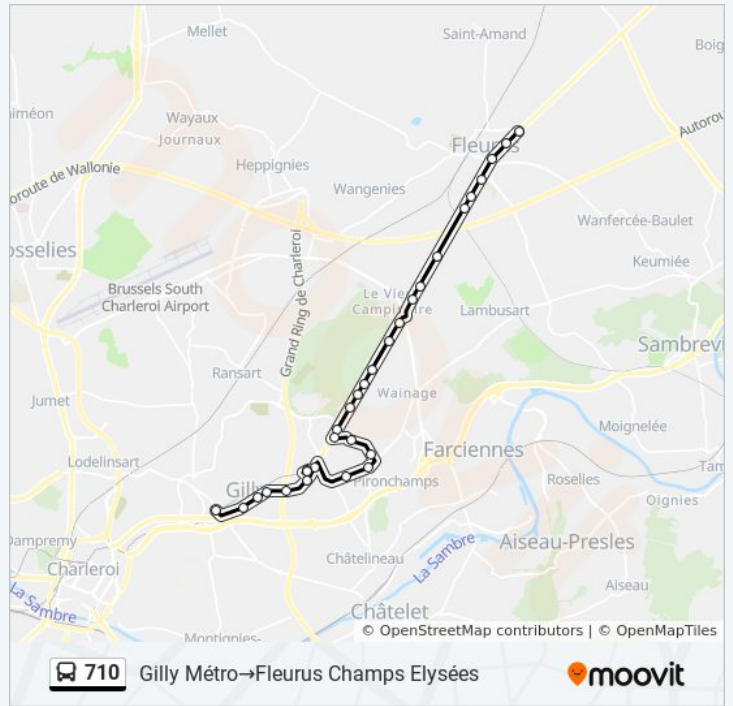 Mellet
Saint-Amand
Boig
niméon
Wayaux
Journaux
Fleurus
Autorou
Heppignies
oroute de Wallonie
Wangenies
Wanfercée-Baulet
osselies
Grand Ring de Charleroi
Keumiée
Brussels South
Charleroi Airport
Le Vieux
Campinaire
Lambusart
Sambrevi
Ransart
Wainage
Jumet
Moignelée
Lodelinsart
Farciennes
Tam
Gilly
Pironchamps
Roselies
Oignies
Dampremy
Châtelineau
La Sambre
Aiseau-Presles
Charleroi
Aiseau
La Sambre
Châtelet
Montignies-
© OpenStreetMap contributors | © OpenMapTiles
710 Gilly Métro→Fleurus Champs Elysées moovit